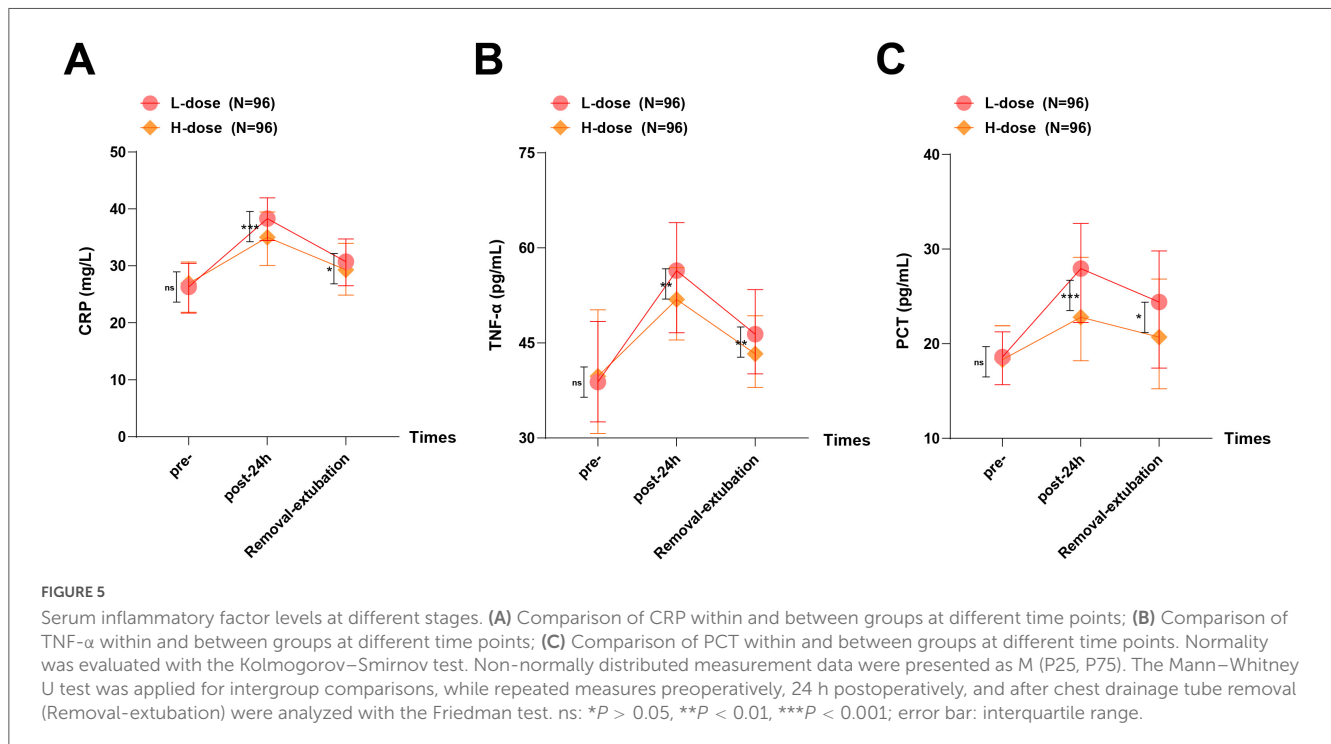 A
L-dose (N=96)
H-dose (N=96)
50
40
30
20
10
0
CRP (mg/L)
ns
***
*
Times
pre-
post-24h
Removal-extubation
B
L-dose (N=96)
H-dose (N=96)
75
60
45
30
TNF-α (pg/mL)
ns
**
**
Times
pre-
post-24h
Removal-extubation
C
L-dose (N=96)
H-dose (N=96)
40
30
20
10
PCT (pg/mL)
ns
***
*
Times
pre-
post-24h
Removal-extubation
FIGURE 5
Serum inflammatory factor levels at different stages. (A) Comparison of CRP within and between groups at different time points; (B) Comparison of
TNF-α within and between groups at different time points; (C) Comparison of PCT within and between groups at different time points. Normality
was evaluated with the Kolmogorov–Smirnov test. Non-normally distributed measurement data were presented as M (P25, P75). The Mann–Whitney
U test was applied for intergroup comparisons, while repeated measures preoperatively, 24 h postoperatively, and after chest drainage tube removal
(Removal-extubation) were analyzed with the Friedman test. ns: *P > 0.05, **P < 0.01, ***P < 0.001; error bar: interquartile range.